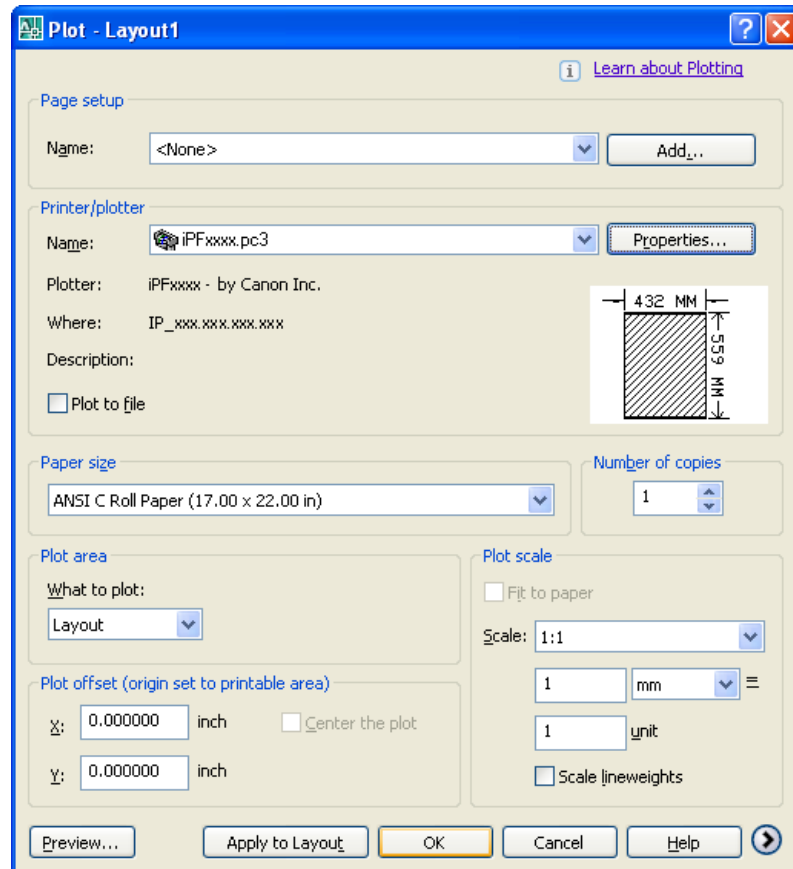 Plot - Layout1
Learn about Plotting
Page setup
Name: <None> Add...
Printer/plotter
Name: iPFxxxx.pc3 Properties...
Plotter: iPFxxxx - by Canon Inc.
Where: IP_xxx.xxx.xxx.xxx
Description:
Plot to file
432 MM
559 MM
Paper size
ANSI C Roll Paper (17.00 x 22.00 in)
Number of copies
1
Plot area
What to plot:
Layout
Plot scale
Fit to paper
Scale: 1:1
1 mm =
1 unit
Scale lineweights
Plot offset (origin set to printable area)
X: 0.000000 inch Center the plot
Y: 0.000000 inch
Preview... Apply to Layout OK Cancel Help